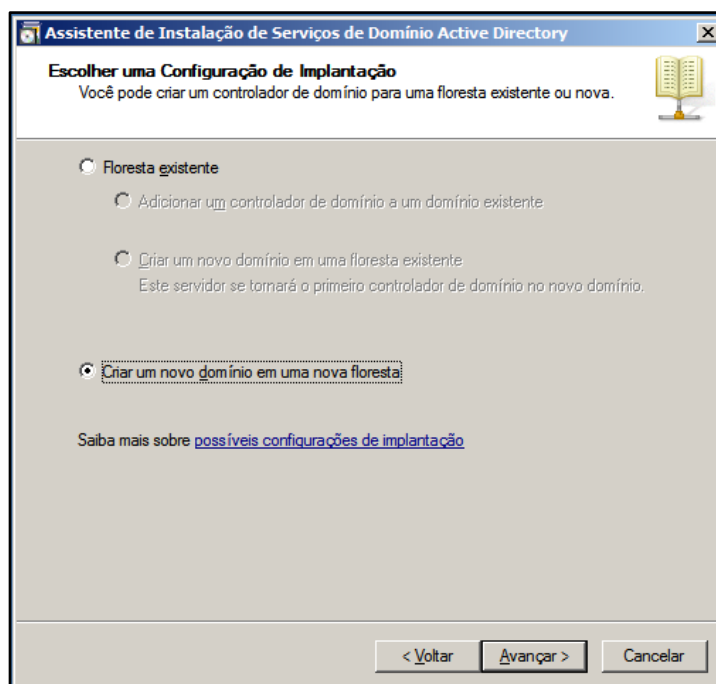 Assistente de Instalação de Serviços de Domínio Active Directory
Escolher uma Configuração de Implantação
Você pode criar um controlador de domínio para uma floresta existente ou nova.
Floresta existente
Adicionar um controlador de domínio a um domínio existente
Criar um novo domínio em uma floresta existente
Este servidor se tornará o primeiro controlador de domínio no novo domínio.
Criar um novo domínio em uma nova floresta
Saiba mais sobre possíveis configurações de implantação
< Voltar
Avançar >
Cancelar